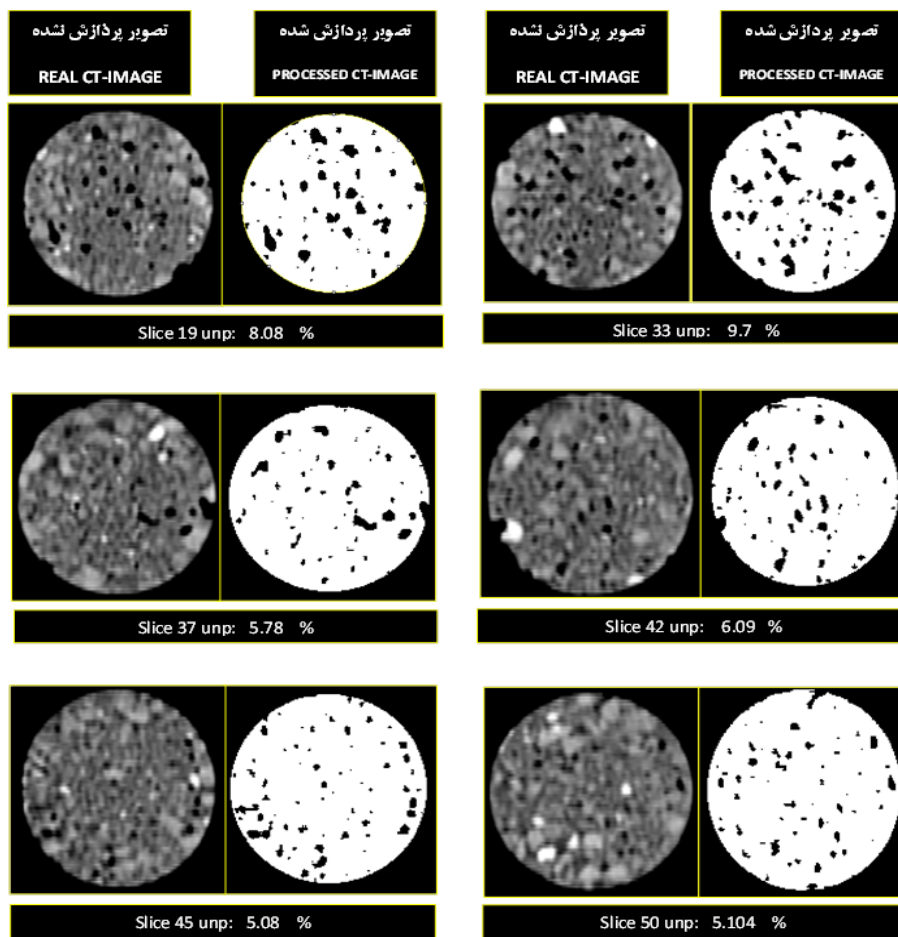 تصویر پردازش نشده
REAL CT-IMAGE
تصویر پردازش شده
PROCESSED CT-IMAGE
تصویر پردازش نشده
REAL CT-IMAGE
تصویر پردازش شده
PROCESSED CT-IMAGE
Slice 19 unp: 8.08 %
Slice 33 unp: 9.7 %
Slice 37 unp: 5.78 %
Slice 42 unp: 6.09 %
Slice 45 unp: 5.08 %
Slice 50 unp: 5.104 %